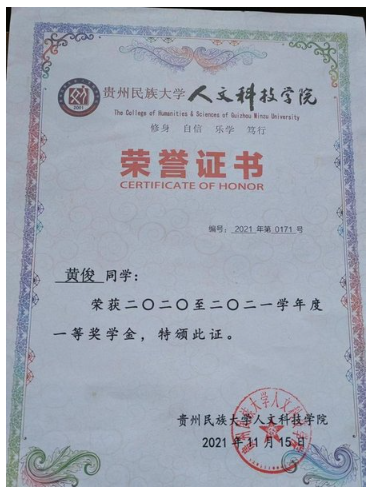 贵州民族大学人文科技学院
The College of Humanities & Sciences of Guizhou Minzu University
修身 自信 乐学 笃行
荣誉证书
CERTIFICATE OF HONOR
编号: 2021 年第 0171 号
黄俊 同学:
荣获二〇二〇至二〇二一学年度
一等奖学金，特颁此证。
贵州民族大学人文科技学院
2021 年 11 月 15 日